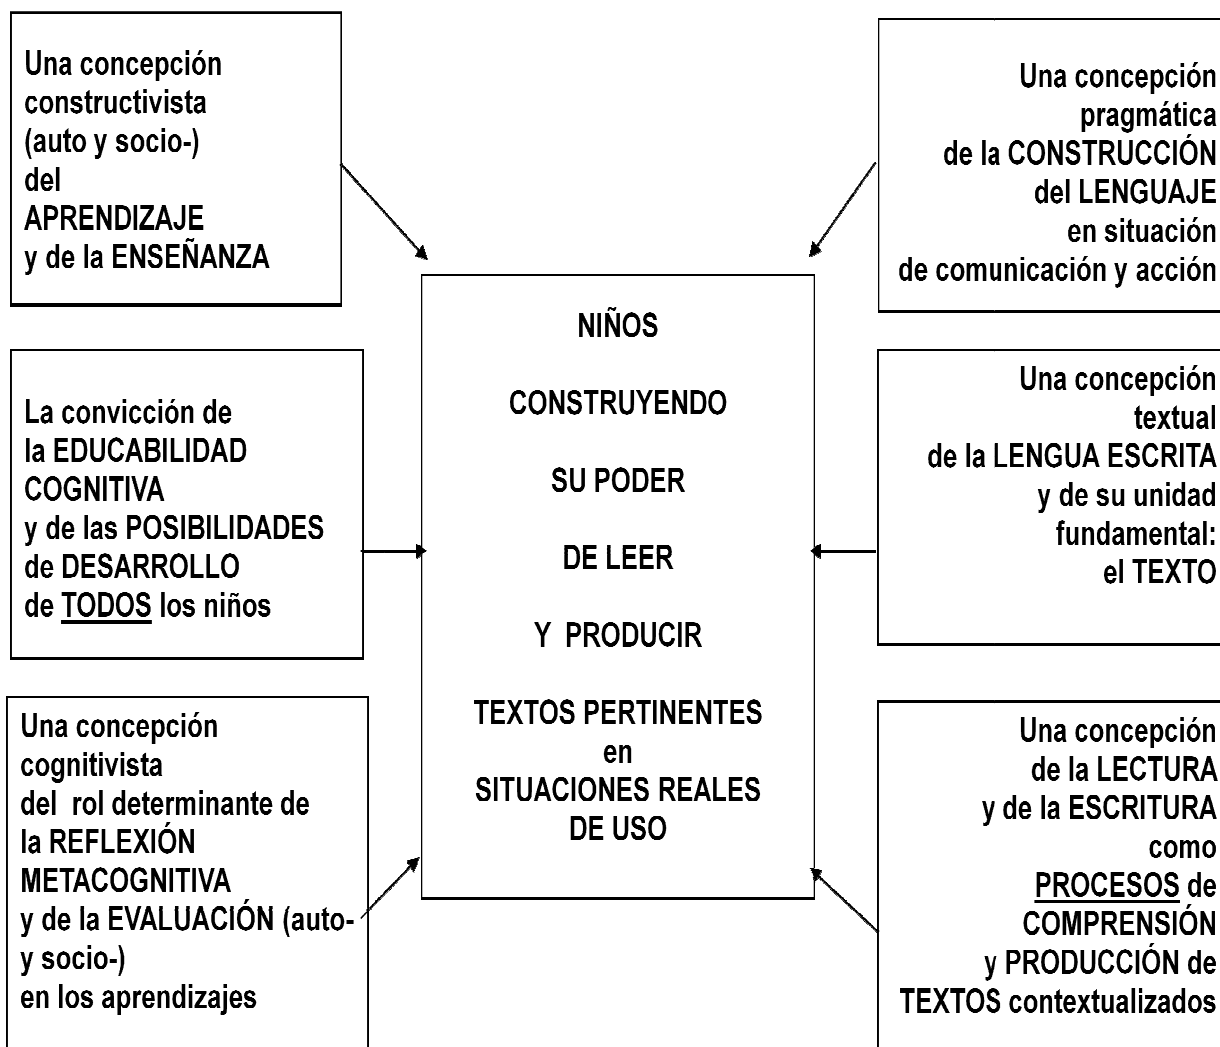 Una concepción
constructivista
(auto y socio-)
del
APRENDIZAJE
y de la ENSEÑANZA
La convicción de
la EDUCABILIDAD
COGNITIVA
y de las POSIBILIDADES
de DESARROLLO
de TODOS los niños
Una concepción
cognitivista
del rol determinante de
la REFLEXIÓN
METACOGNITIVA
y de la EVALUACIÓN (auto-
y socio-)
en los aprendizajes
NIÑOS
CONSTRUYENDO
SU PODER
DE LEER
Y PRODUCIR
TEXTOS PERTINENTES
en
SITUACIONES REALES
DE USO
Una concepción
pragmática
de la CONSTRUCCIÓN
del LENGUAJE
en situación
de comunicación y acción
Una concepción
textual
de la LENGUA ESCRITA
y de su unidad
fundamental:
el TEXTO
Una concepción
de la LECTURA
y de la ESCRITURA
como
PROCESOS de
COMPRENSIÓN
y PRODUCCIÓN de
TEXTOS contextualizados